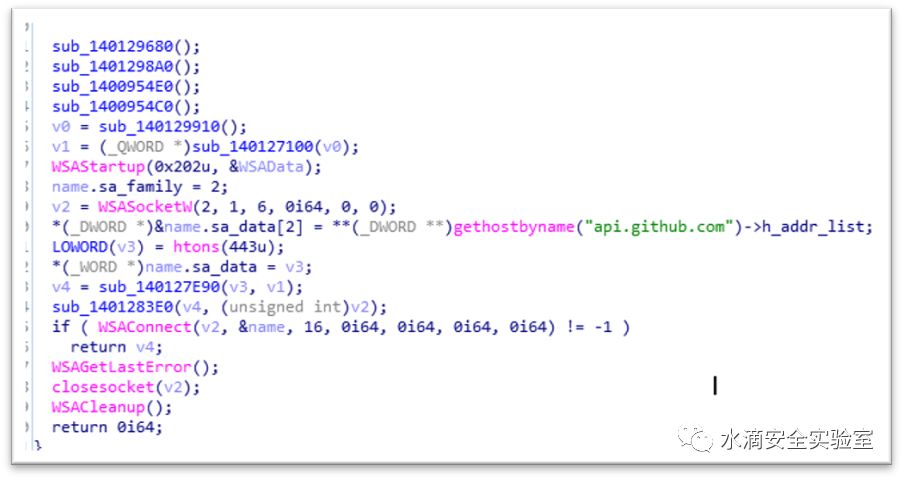 sub_140129680();
sub_1401298A0();
sub_1400954E0();
sub_1400954C0();
v0 = sub_140129910();
v1 = (_QWORD *)sub_140127100(v0);
WSAStartup(0x202u, &WSAData);
name.sa_family = 2;
v2 = WSASocketW(2, 1, 6, 0i64, 0, 0);
*(_DWORD *)&name.sa_data[2] = **(_DWORD **)gethostbyname("api.github.com")->h_addr_list;
LOWORD(v3) = htons(443u);
*(_WORD *)name.sa_data = v3;
v4 = sub_140127E90(v3, v1);
sub_1401283E0(v4, (unsigned int)v2);
if ( WSAConnect(v2, &name, 16, 0i64, 0i64, 0i64, 0i64) != -1 )
return v4;
WSAGetLastError();
closesocket(v2);
WSACleanup();
return 0i64;
}
水滴安全实验室